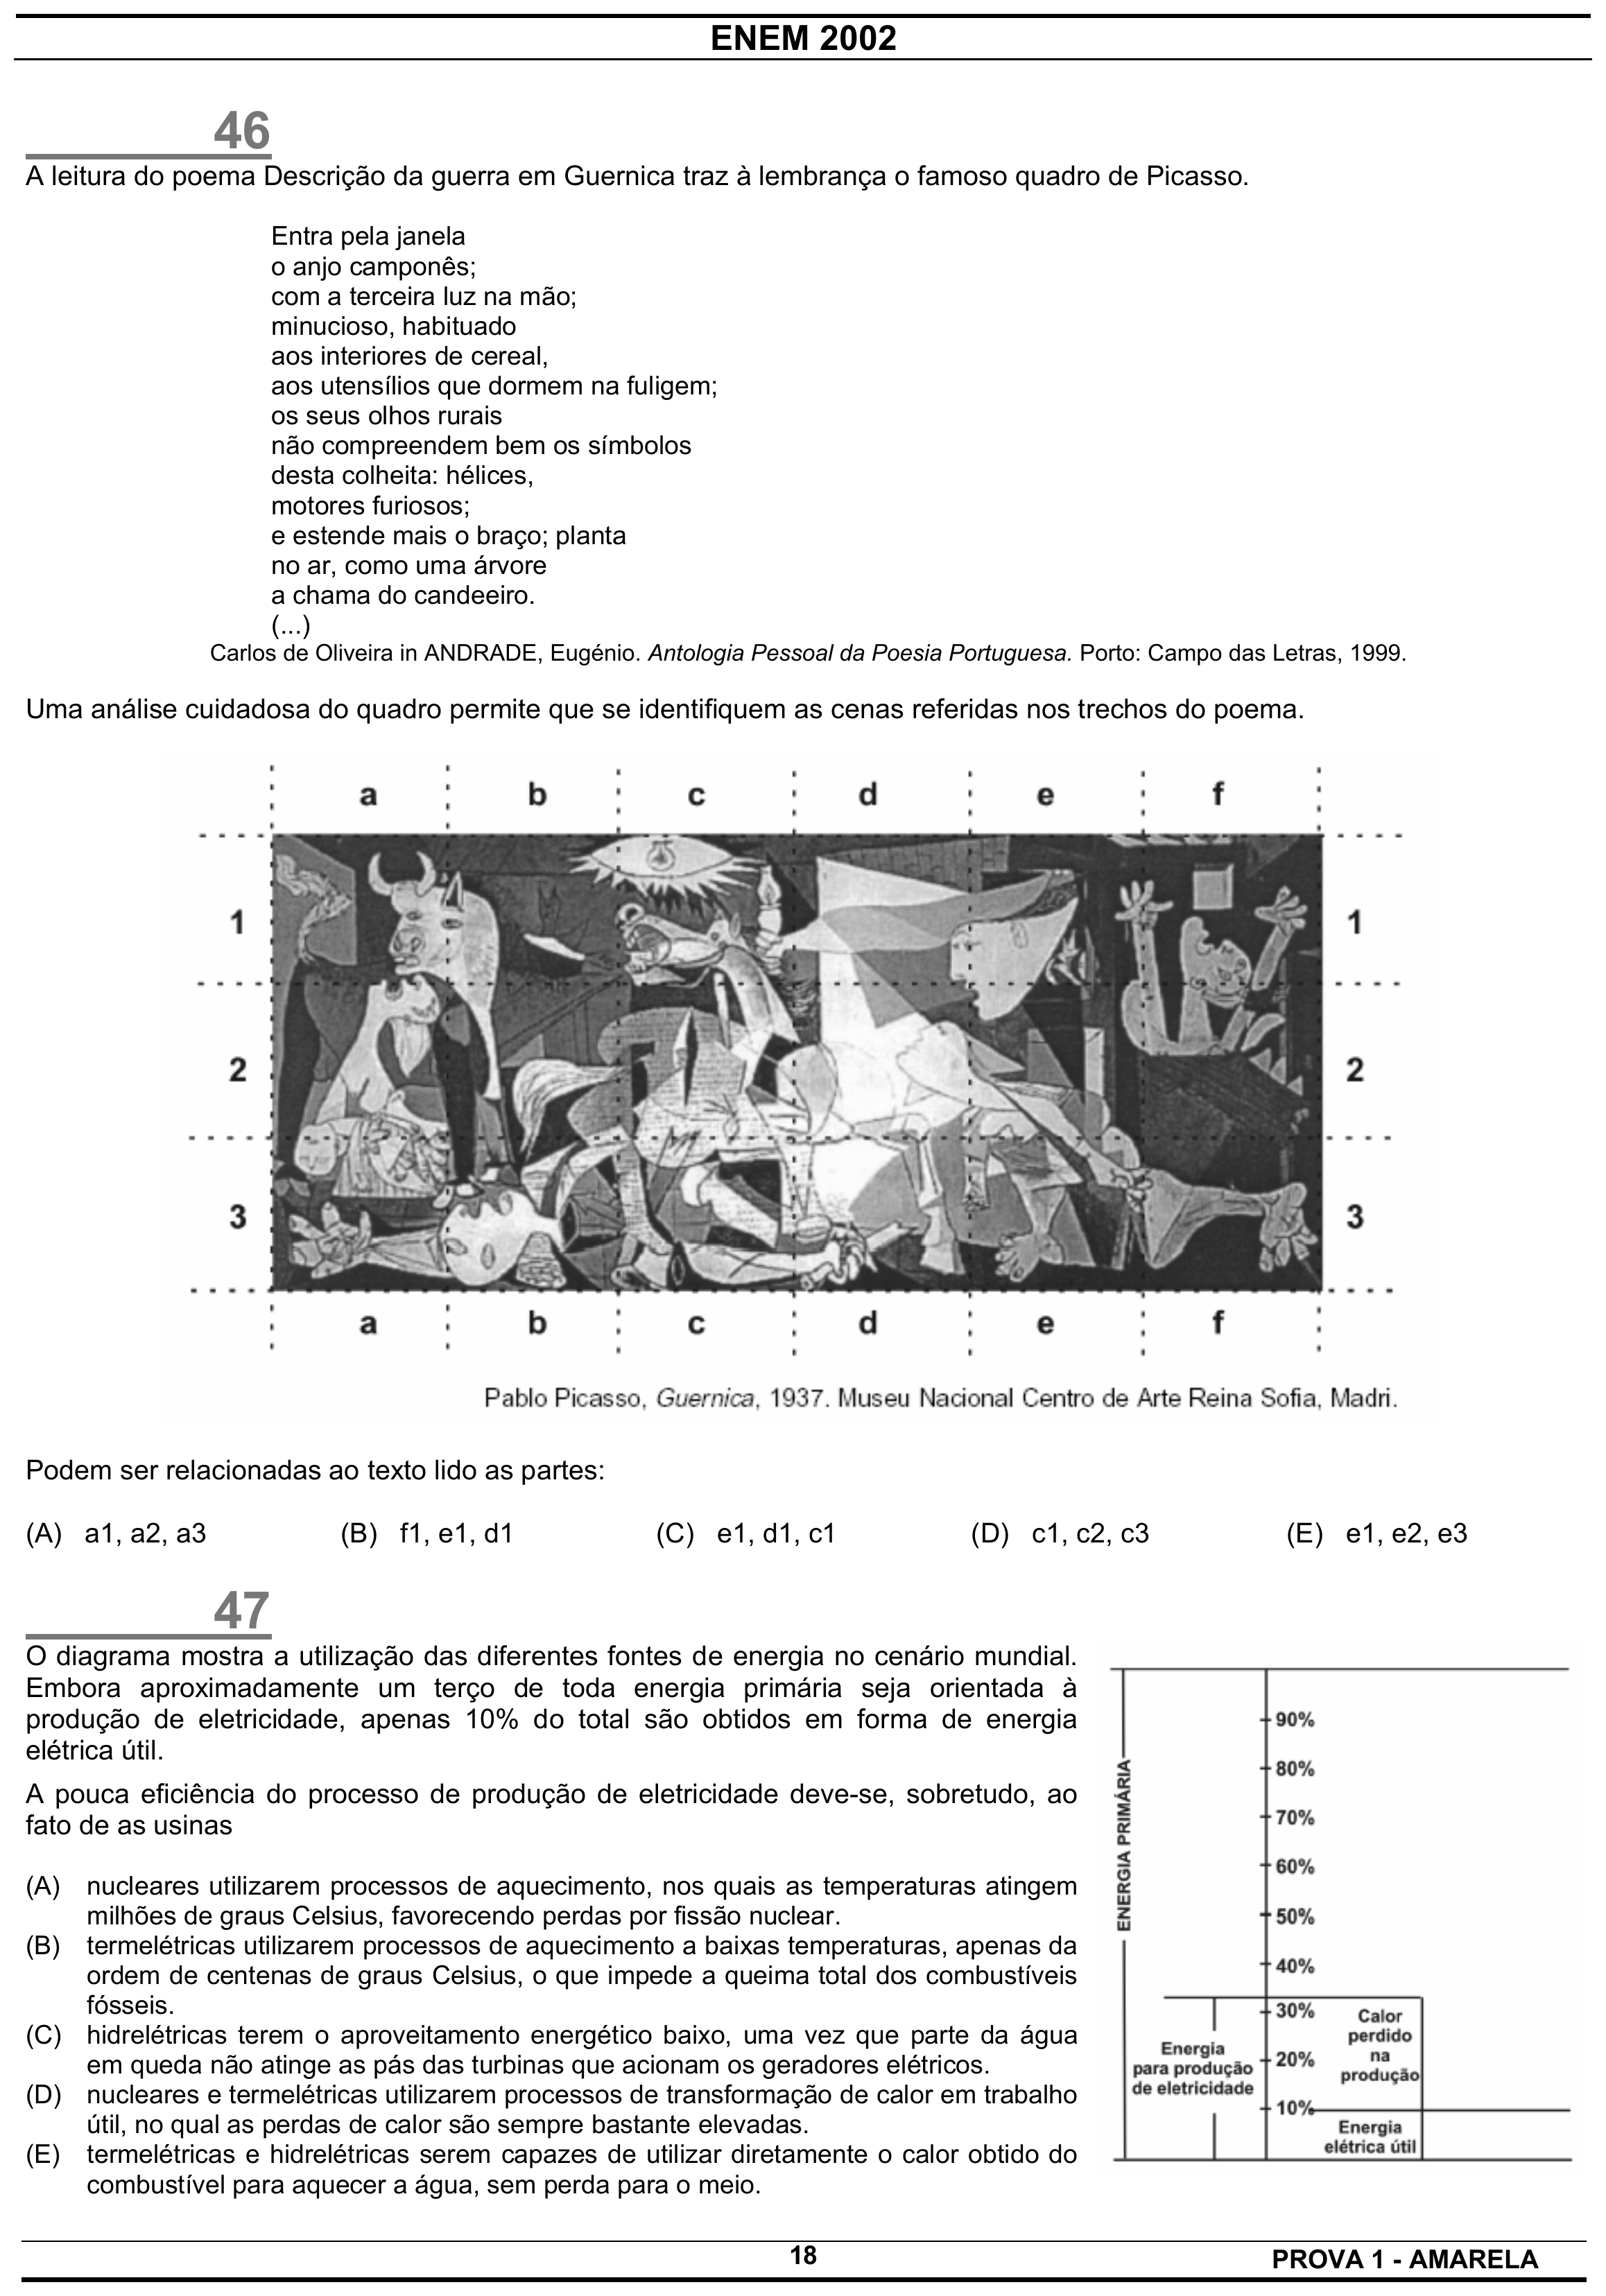 ENEM 2002
46
A leitura do poema Descrição da guerra em Guernica traz à lembrança o famoso quadro de Picasso.
Entra pela janela
o anjo camponês;
com a terceira luz na mão;
minucioso, habituado
aos interiores de cereal,
aos utensílios que dormem na fuligem;
os seus olhos rurais
não compreendem bem os símbolos
desta colheita: hélices,
motores furiosos;
e estende mais o braço; planta
no ar, como uma árvore
a chama do candeeiro.
(...)
Carlos de Oliveira in ANDRADE, Eugénio. Antologia Pessoal da Poesia Portuguesa. Porto: Campo das Letras, 1999.
Uma análise cuidadosa do quadro permite que se identifiquem as cenas referidas nos trechos do poema.
a b c d e f
1 1
2 2
3 3
a b c d e f
Pablo Picasso, Guernica, 1937. Museu Nacional Centro de Arte Reina Sofia, Madri.
Podem ser relacionadas ao texto lido as partes:
(A) a1, a2, a3 (B) f1, e1, d1 (C) e1, d1, c1 (D) c1, c2, c3 (E) e1, e2, e3
47
O diagrama mostra a utilização das diferentes fontes de energia no cenário mundial.
Embora aproximadamente um terço de toda energia primária seja orientada à
produção de eletricidade, apenas 10% do total são obtidos em forma de energia
elétrica útil.
A pouca eficiência do processo de produção de eletricidade deve-se, sobretudo, ao
fato de as usinas
(A) nucleares utilizarem processos de aquecimento, nos quais as temperaturas atingem
milhões de graus Celsius, favorecendo perdas por fissão nuclear.
(B) termelétricas utilizarem processos de aquecimento a baixas temperaturas, apenas da
ordem de centenas de graus Celsius, o que impede a queima total dos combustíveis
fósseis.
(C) hidrelétricas terem o aproveitamento energético baixo, uma vez que parte da água
em queda não atinge as pás das turbinas que acionam os geradores elétricos.
(D) nucleares e termelétricas utilizarem processos de transformação de calor em trabalho
útil, no qual as perdas de calor são sempre bastante elevadas.
(E) termelétricas e hidrelétricas serem capazes de utilizar diretamente o calor obtido do
combustível para aquecer a água, sem perda para o meio.
ENERGIA PRIMÁRIA
90%
80%
70%
60%
50%
40%
30%
20%
10%
Energia
para produção
de eletricidade
Calor
perdido
na
produção
Energia
elétrica útil
18
PROVA 1 - AMARELA